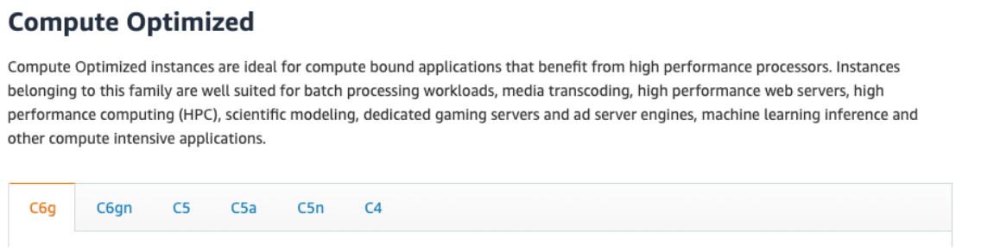 Compute Optimized
Compute Optimized instances are ideal for compute bound applications that benefit from high performance processors. Instances
belonging to this family are well suited for batch processing workloads, media transcoding, high performance web servers, high
performance computing (HPC), scientific modeling, dedicated gaming servers and ad server engines, machine learning inference and
other compute intensive applications.
C6g C6gn C5 C5a C5n C4